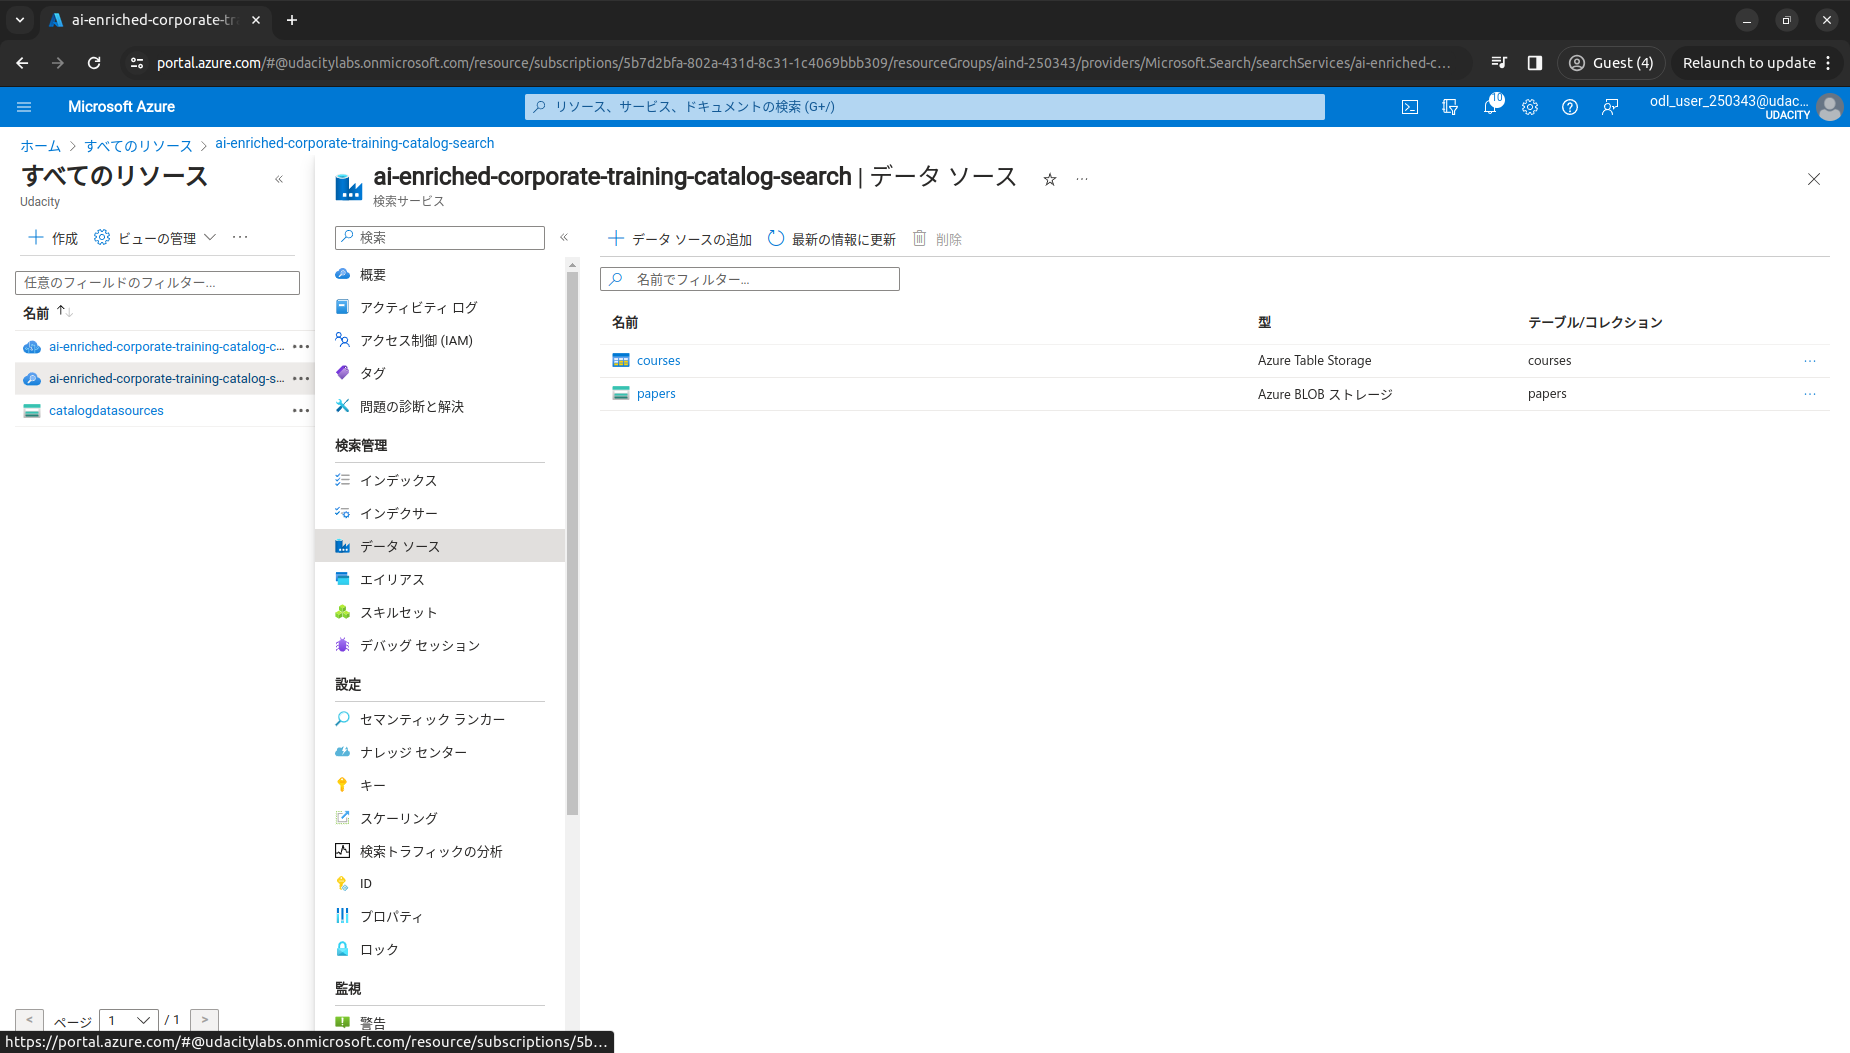 ai-enriched-corporate-tr
portal.azure.com/#@udacitylabs.onmicrosoft.com/resource/subscriptions/5b7d2bfa-802a-431d-8c31-1c4069bbb309/resourceGroups/aind-250343/providers/Microsoft.Search/searchServices/ai-enriched-c...
Guest (4)
Relaunch to update
Microsoft Azure
リソース、サービス、ドキュメントの検索 (G+/)
10
odl_user_250343@udac...
UDACITY
ホーム
すべてのリソース
ai-enriched-corporate-training-catalog-search
すべてのリソース
Udacity
作成
ビューの管理
任意のフィールドのフィルター...
名前
ai-enriched-corporate-training-catalog-c...
ai-enriched-corporate-training-catalog-s...
catalogdatasources
< ページ 1 / 1 >
ai-enriched-corporate-training-catalog-search | データ ソース
検索サービス
検索
概要
アクティビティ ログ
アクセス制御 (IAM)
タグ
問題の診断と解決
検索管理
インデックス
インデクサー
データ ソース
エイリアス
スキルセット
デバッグ セッション
設定
セマンティック ランカー
ナレッジ センター
キー
スケーリング
検索トラフィックの分析
ID
プロパティ
ロック
監視
警告
データ ソースの追加
最新の情報に更新
削除
名前でフィルター...
名前 型 テーブル/コレクション
courses Azure Table Storage courses
papers Azure BLOB ストレージ papers
https://portal.azure.com/#@udacitylabs.onmicrosoft.com/resource/subscriptions/5b...